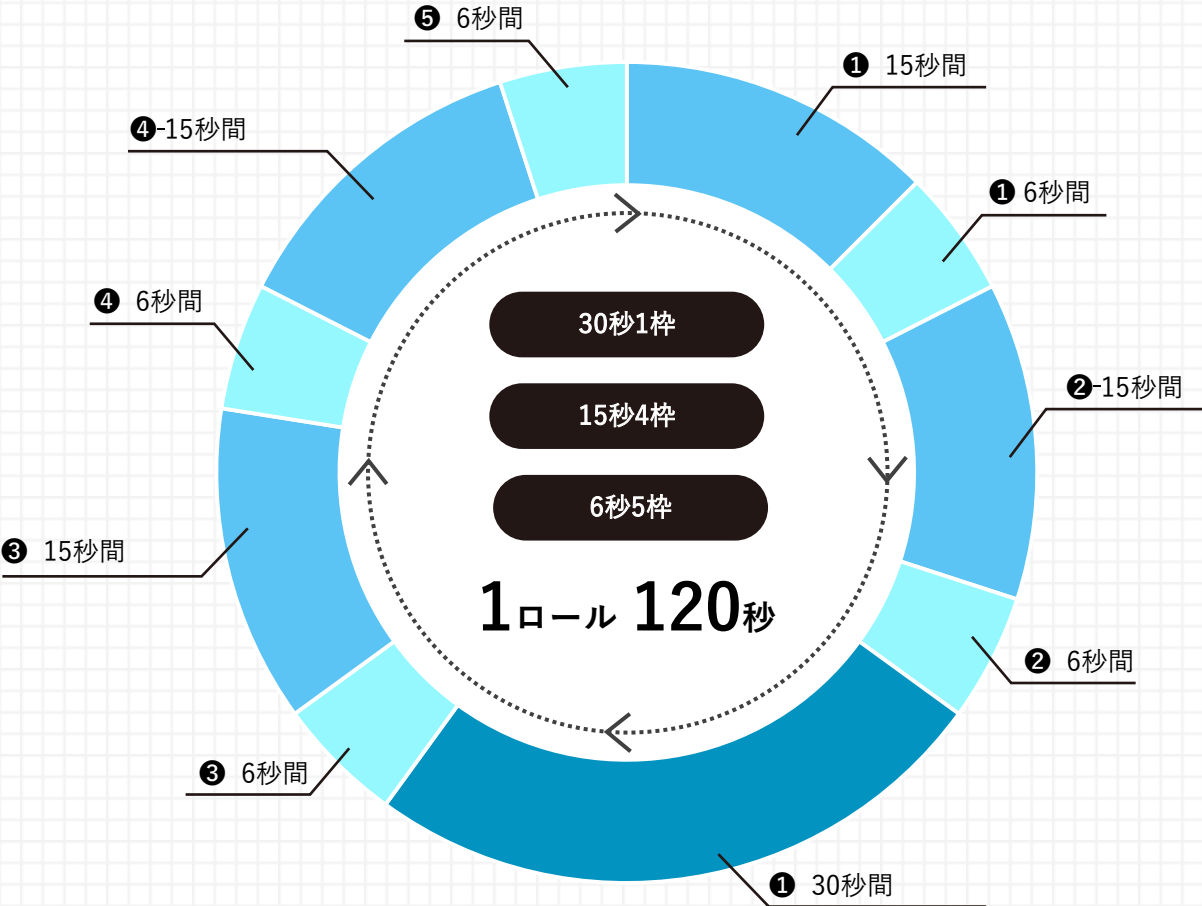 ❺ 6秒間
❶ 15秒間
❹-15秒間
❶ 6秒間
❹ 6秒間
30秒1枠
❷-15秒間
15秒4枠
6秒5枠
❸ 15秒間
1ロール 120秒
❷ 6秒間
❸ 6秒間
❶ 30秒間